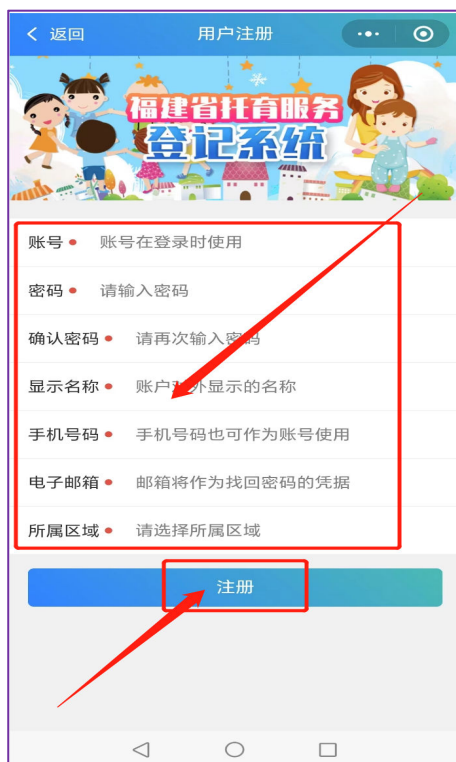 返回
用户注册
福建省托育服务
登记系统
账号 账号在登录时使用
密码 请输入密码
确认密码 请再次输入密码
显示名称 账户对外显示的名称
手机号码 手机号码也可作为账号使用
电子邮箱 邮箱将作为找回密码的凭据
所属区域 请选择所属区域
注册